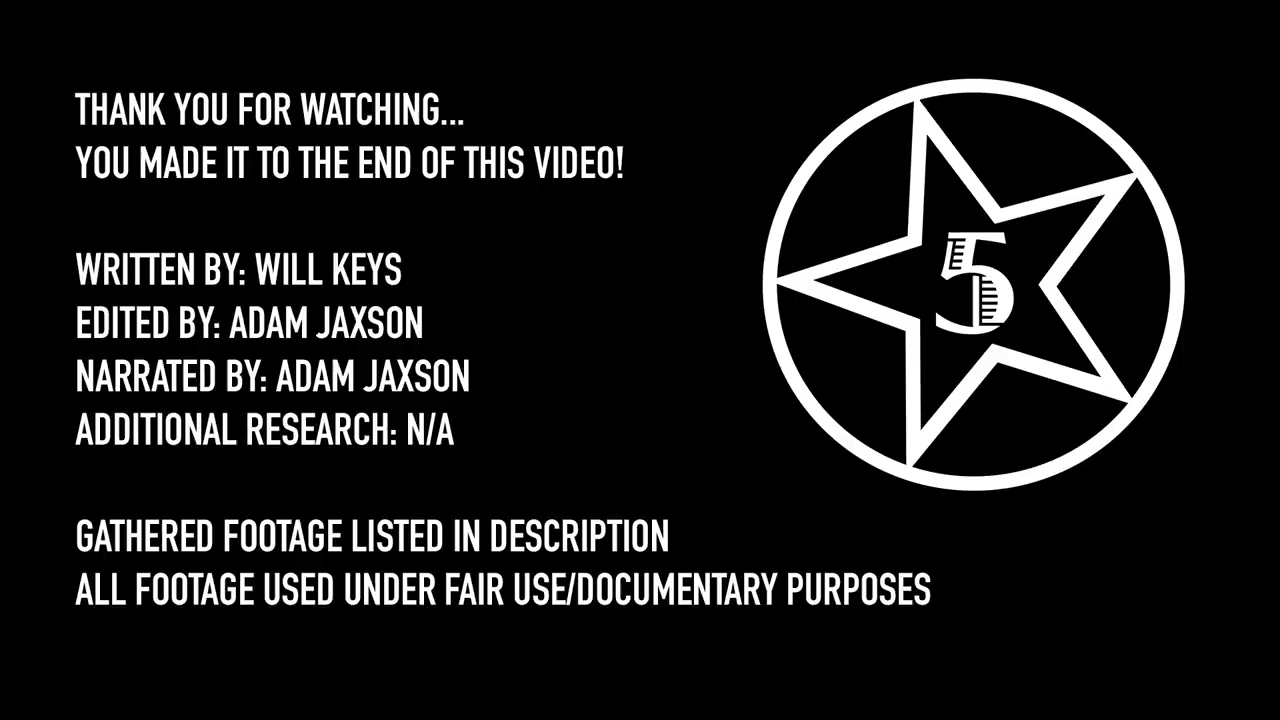 THANK YOU FOR WATCHING...
YOU MADE IT TO THE END OF THIS VIDEO!
WRITTEN BY: WILL KEYS
EDITED BY: ADAM JAXSON
NARRATED BY: ADAM JAXSON
ADDITIONAL RESEARCH: N/A
GATHERED FOOTAGE LISTED IN DESCRIPTION
ALL FOOTAGE USED UNDER FAIR USE/DOCUMENTARY PURPOSES
5